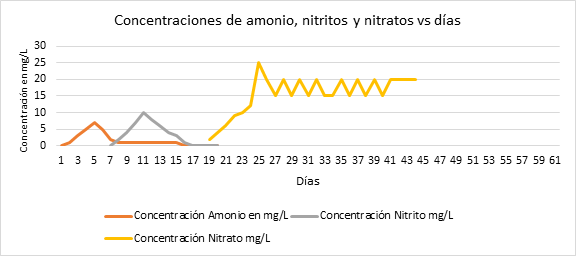 Concentraciones de amonio, nitritos y nitratos vs días
Concentración en mg/L
30
25
20
15
10
5
0
1 3 5 7 9 11 13 15 17 19 21 23 25 27 29 31 33 35 37 39 41 43 45 47 49 51 53 55 57 59 61
Días
Concentración Amonio en mg/L Concentración Nitrito mg/L
Concentración Nitrato mg/L